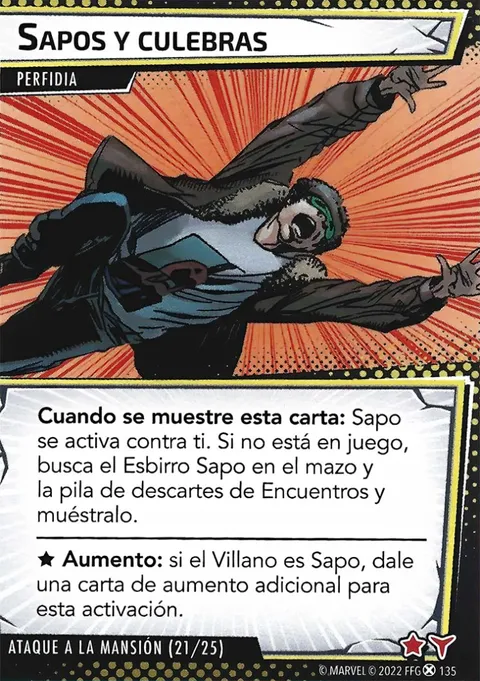 Sapos y culebras
PERFIDIA
Cuando se muestre esta carta: Sapo
se activa contra ti. Si no está en juego,
busca el Esbirro Sapo en el mazo y
la pila de descartes de Encuentros y
muéstralo.
★ Aumento: si el Villano es Sapo, dale
una carta de aumento adicional para
esta activación.
ATAQUE A LA MANSIÓN (21/25)
© MARVEL © 2022 FFG 135